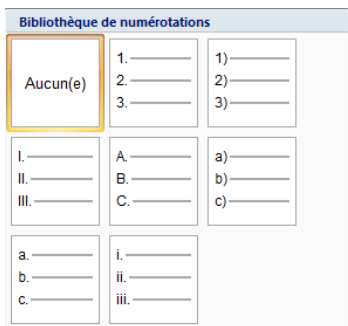 Bibliothèque de numérotations
Aucun(e)
1.
2.
3.
1)
2)
3)
I.
II.
III.
A.
B.
C.
a)
b)
c)
a.
b.
c.
i.
ii.
iii.